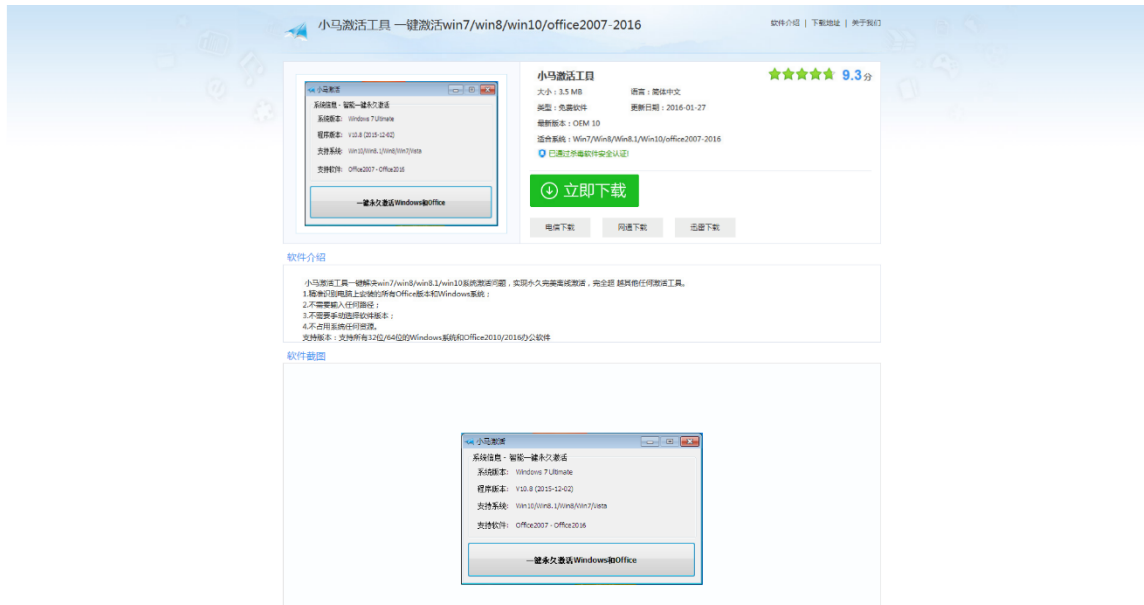 小马激活工具 一键激活win7/win8/win10/office2007-2016
软件介绍 | 下载地址 | 关于我们
小马激活
系统信息 - 智能一键永久激活
系统版本: Windows 7 Ultimate
程序版本: V10.8 (2015-12-02)
支持系统: Win10/Win8.1/Win8/Win7/Vista
支持软件: Office2007 - Office2016
一键永久激活Windows和Office
小马激活工具
9.3分
大小：3.5 MB
语言：简体中文
类型：免费软件
更新日期：2016-01-27
最新版本：OEM 10
适合系统：Win7/Win8/Win8.1/Win10/office2007-2016
已通过杀毒软件安全认证!
立即下载
电信下载
网通下载
迅雷下载
软件介绍
小马激活工具一键解决win7/win8/win8.1/win10系统激活问题，实现永久完美离线激活，完全超 越其他任何激活工具。
1.精准识别电脑上安装的所有Office版本和Windows系统；
2.不需要输入任何路径；
3.不需要手动选择软件版本；
4.不占用系统任何资源。
支持版本：支持所有32位/64位的Windows系统和Office2010/2016办公软件
软件截图
小马激活
系统信息 - 智能一键永久激活
系统版本: Windows 7 Ultimate
程序版本: V10.8 (2015-12-02)
支持系统: Win10/Win8.1/Win8/Win7/Vista
支持软件: Office2007 - Office2016
一键永久激活Windows和Office